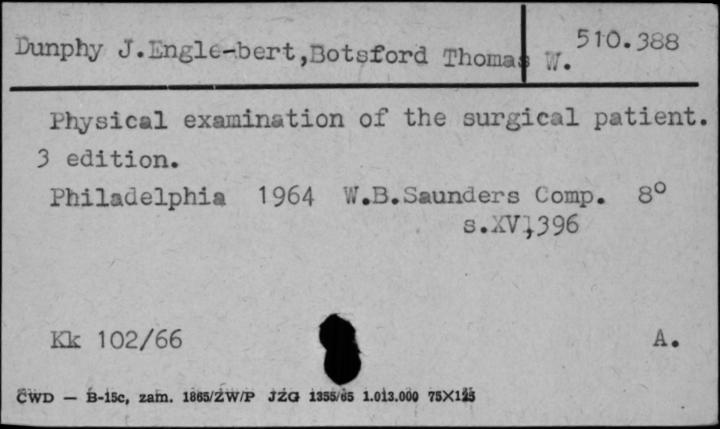 Dunphy J.Engle-bert,Botsford Thomas W. 510.388
Physical examination of the surgical patient.
3 edition.
Philadelphia 1964 W.B.Saunders Comp. 8°
s.XVI,396
Kk 102/66 A.
CWD — B-15c, zam. 1865/ZW/P JZG 1355/65 1.013.000 75X125